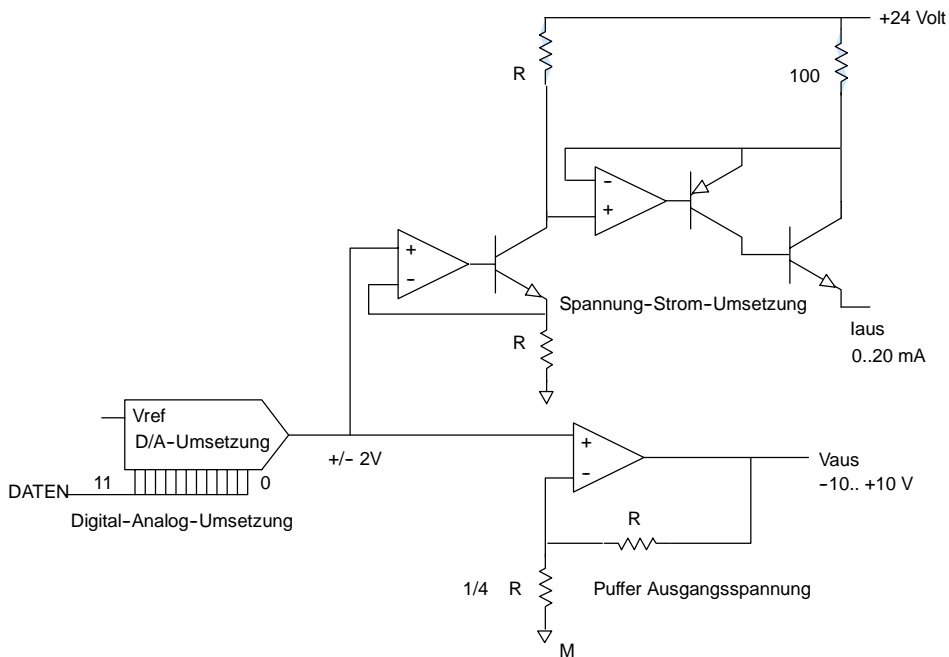 +24 Volt
R
100
-
+
+
-
Spannung-Strom-Umsetzung
R
Iaus
0..20 mA
Vref
D/A-Umsetzung
+/- 2V
+
-
Vaus
-10.. +10 V
DATEN
11
0
Digital-Analog-Umsetzung
R
1/4 R
Puffer Ausgangsspannung
M